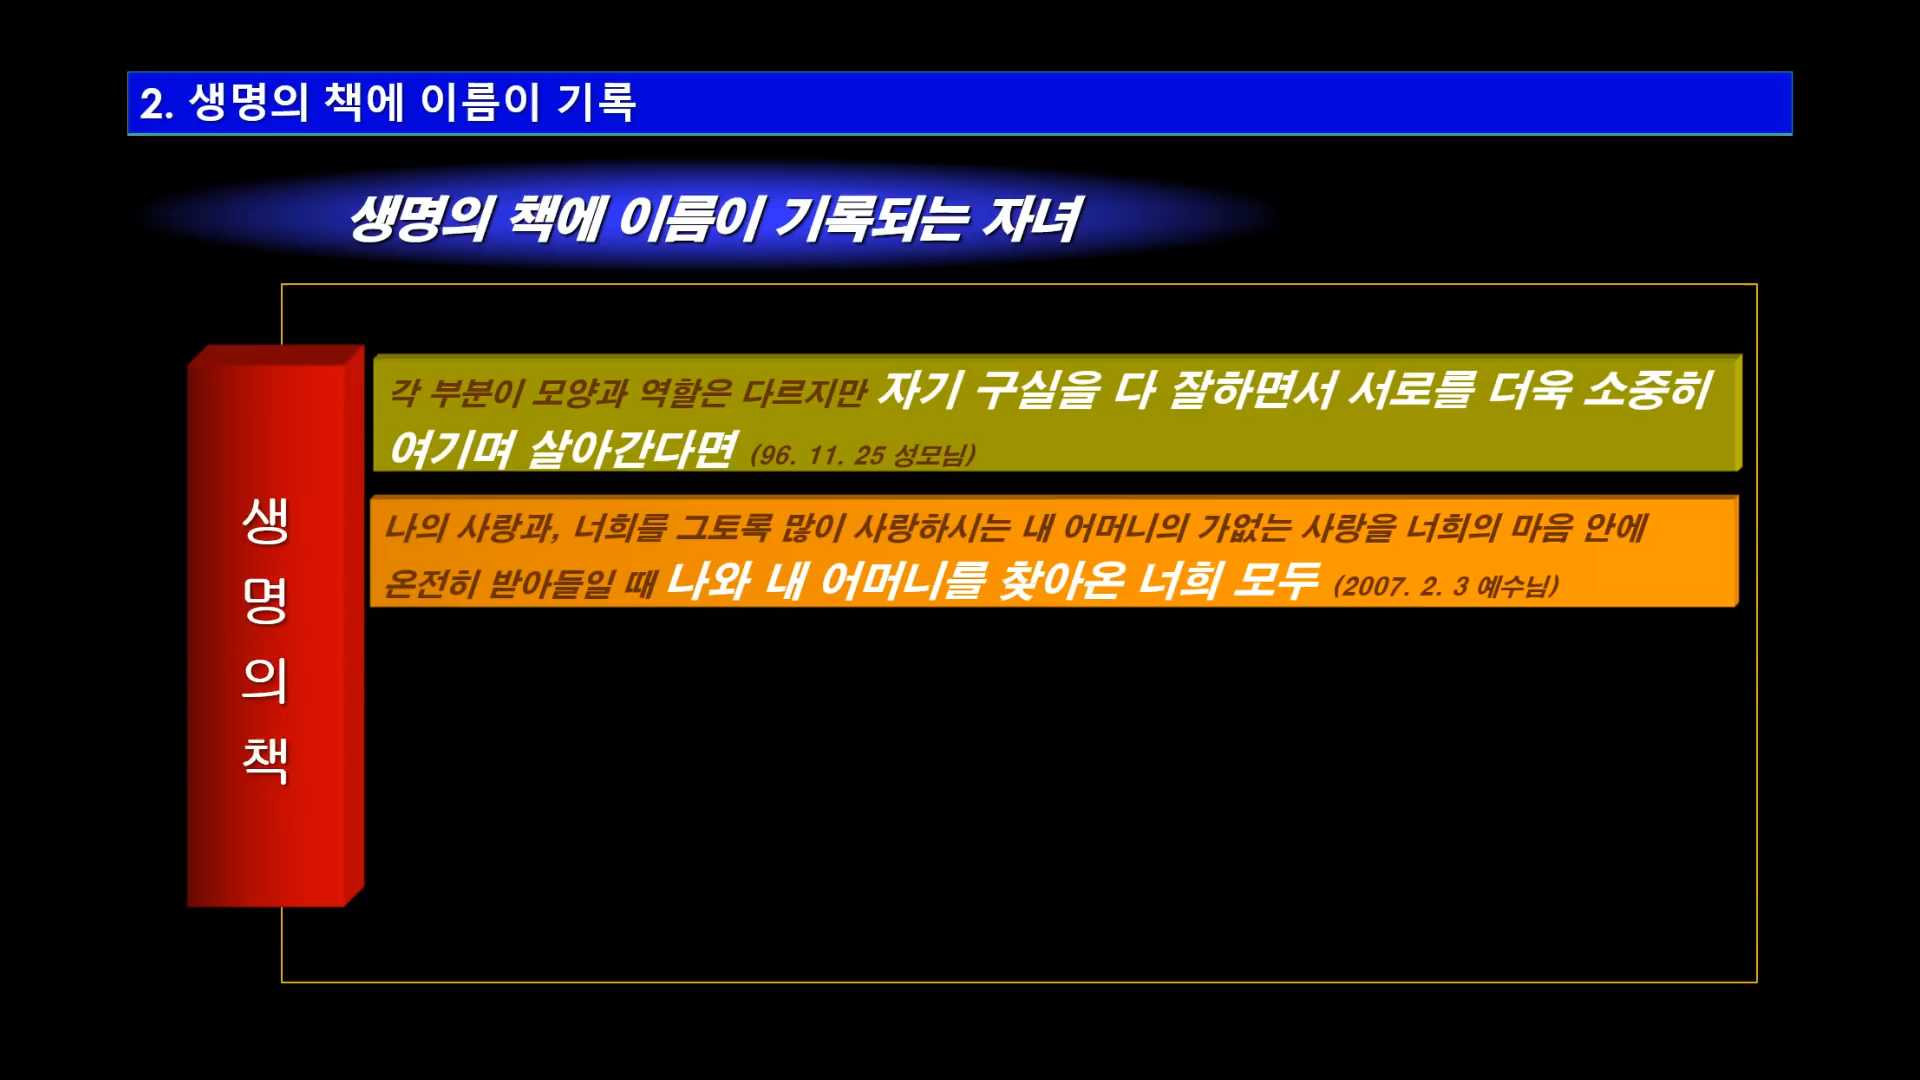 2. 생명의 책에 이름이 기록
생명의 책에 이름이 기록되는 자녀
생
명
의
책
각 부분이 모양과 역할은 다르지만 자기 구실을 다 잘하면서 서로를 더욱 소중히
여기며 살아간다면 (96. 11. 25 성모님)
나의 사랑과, 너희를 그토록 많이 사랑하시는 내 어머니의 가없는 사랑을 너희의 마음 안에
온전히 받아들일 때 나와 내 어머니를 찾아온 너희 모두 (2007. 2. 3 예수님)